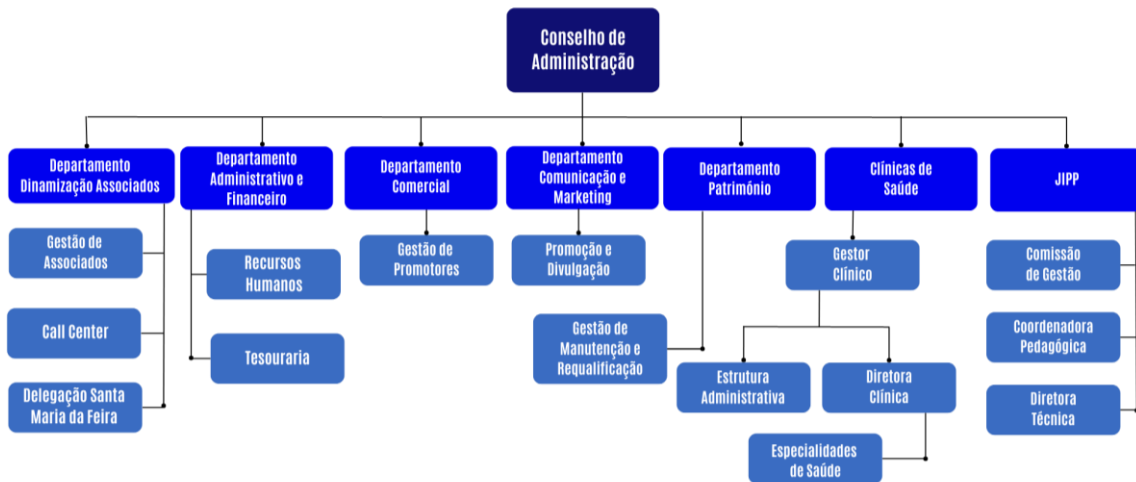 Conselho de
Administração
Departamento
Dinamização Associados
Departamento
Administrativo e
Financeiro
Departamento
Comercial
Departamento
Comunicação e
Marketing
Departamento
Património
Clínicas de
Saúde
JIPP
Gestão de
Associados
Call Center
Delegação Santa
Maria da Feira
Recursos
Humanos
Tesouraria
Gestão de
Promotores
Promoção e
Divulgação
Gestão de
Manutenção e
Requalificação
Gestor
Clínico
Estrutura
Administrativa
Diretora
Clínica
Especialidades
de Saúde
Comissão
de Gestão
Coordenadora
Pedagógica
Diretora
Técnica